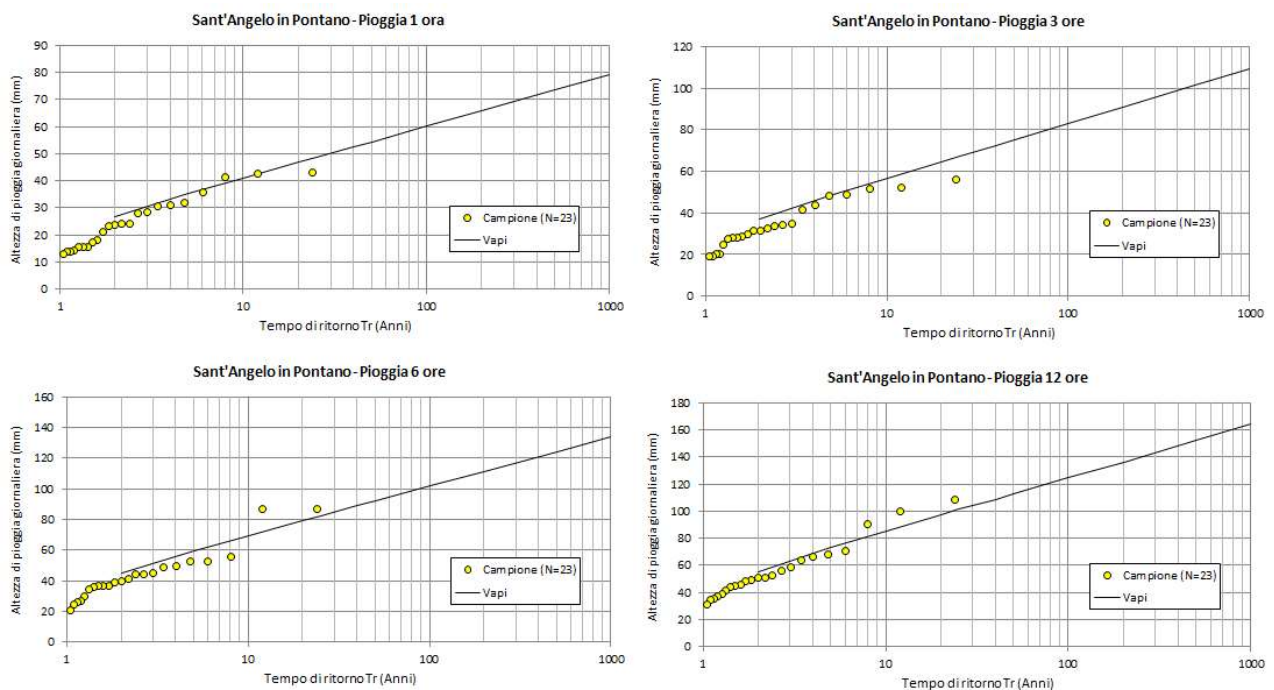 Sant'Angelo in Pontano - Pioggia 1 ora
Altezza di pioggia giornaliera (mm)
90
80
70
60
50
40
30
20
10
0
Campione (N=23)
Vapi
1 10 100 1000
Tempo di ritorno Tr (Anni)
Sant'Angelo in Pontano - Pioggia 3 ore
Altezza di pioggia giornaliera (mm)
120
100
80
60
40
20
0
Campione (N=23)
Vapi
1 10 100 1000
Tempo di ritorno Tr (Anni)
Sant'Angelo in Pontano - Pioggia 6 ore
Altezza di pioggia giornaliera (mm)
160
140
120
100
80
60
40
20
0
Campione (N=23)
Vapi
1 10 100 1000
Tempo di ritorno Tr (Anni)
Sant'Angelo in Pontano - Pioggia 12 ore
Altezza di pioggia giornaliera (mm)
180
160
140
120
100
80
60
40
20
0
Campione (N=23)
Vapi
1 10 100 1000
Tempo di ritorno Tr (Anni)